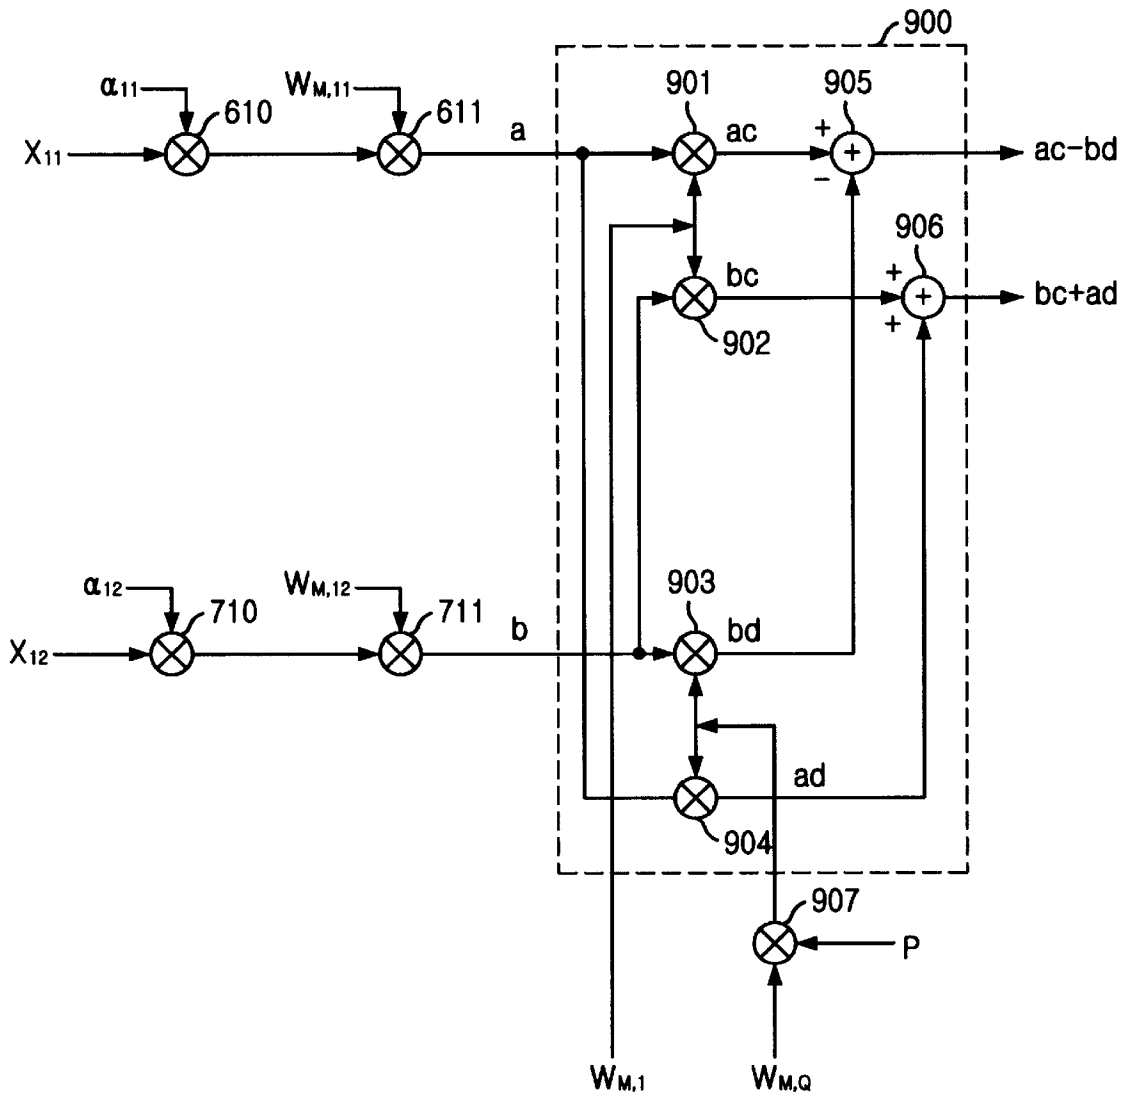 900
α11
WM,11
901
905
610
611
a
ac
+
X11
+
ac-bd
−
906
bc
+
+
bc+ad
+
902
α12
WM,12
903
710
711
b
bd
X12
ad
904
907
P
WM,1
WM,Q